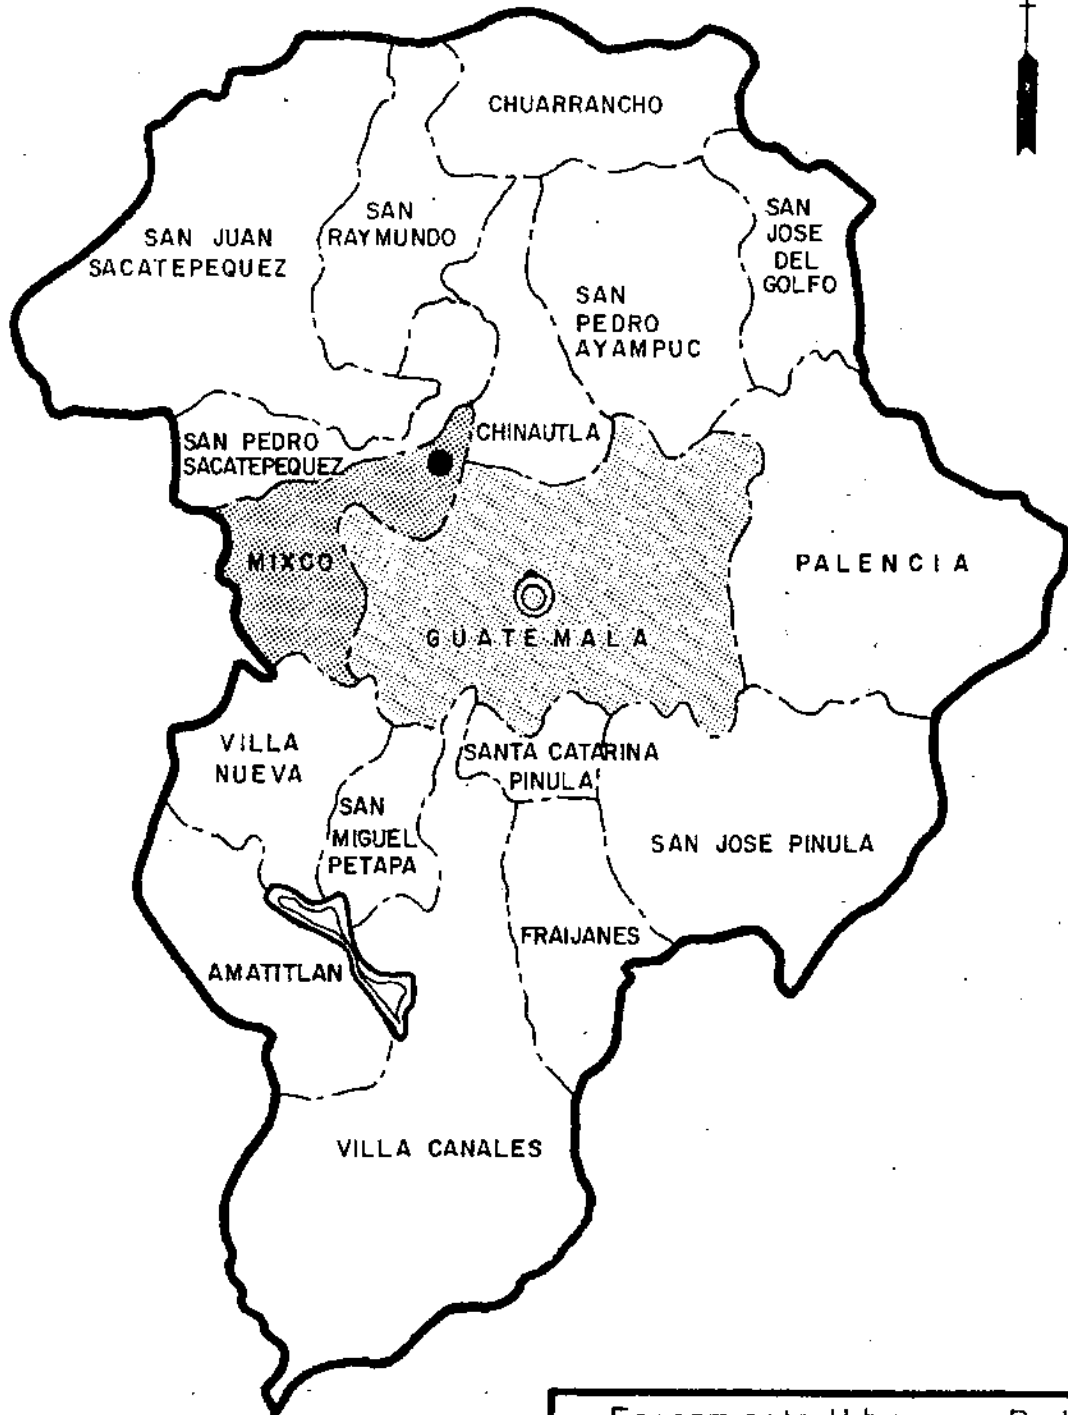 CHUARRANCHO
SAN
RAYMUNDO
SAN
JOSE
DEL
GOLFO
SAN JUAN
SACATEPEQUEZ
SAN
PEDRO
AYAMPUC
CHINAUTLA
SAN PEDRO
SACATEPEQUEZ
MIXCO
PALENCIA
GUATEMALA
VILLA
NUEVA
SANTA CATARINA
PINULA
SAN
MIGUEL
PETAPA
SAN JOSE PINULA
FRAIJANES
AMATITLAN
VILLA CANALES